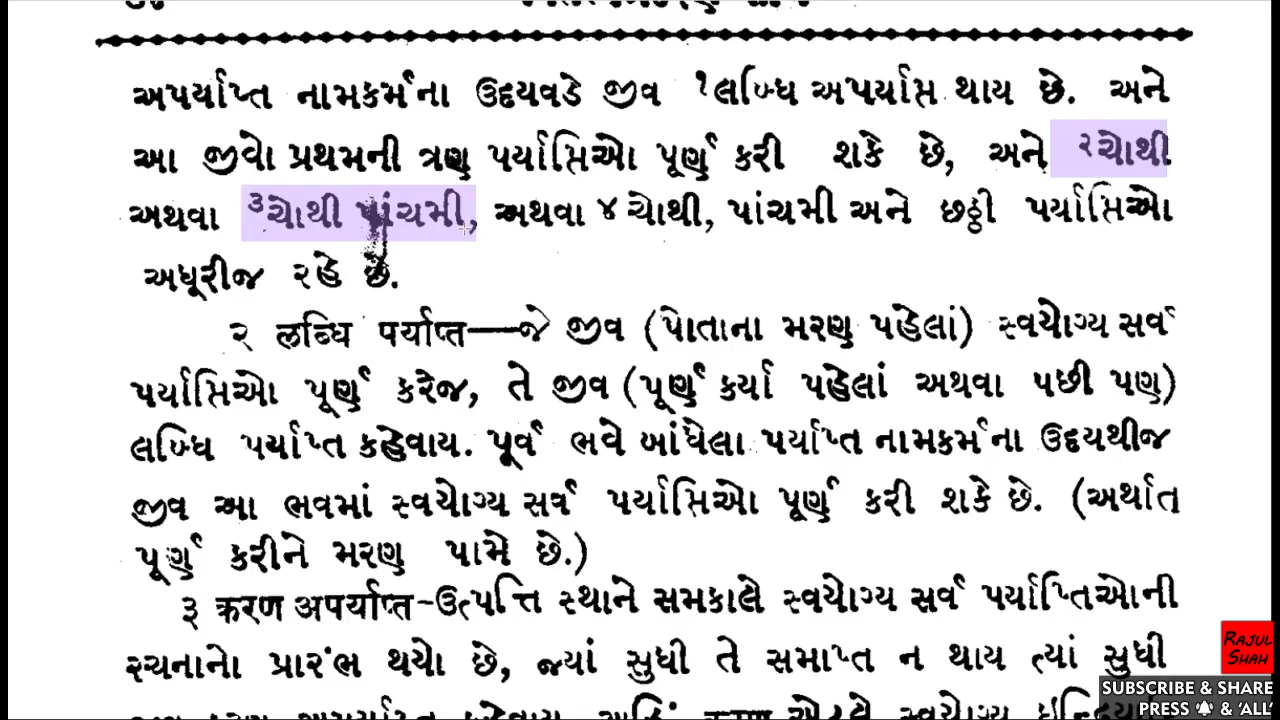 અપર્યાપ્ત નામકર્મના ઉદયવડે જીવ ૧લબ્ધિ અપર્યાપ્ત થાય છે. અને
આ જીવો પ્રથમની ત્રણ પર્યાપ્તિઓ પૂર્ણ કરી શકે છે, અને ૨ચોથી
અથવા ૩ચોથી પાંચમી, અથવા ૪ ચોથી, પાંચમી અને છઠ્ઠી પર્યાપ્તિઓ
અધૂરીજ રહે છે.
૨ લબ્ધિ પર્યાપ્ત—જે જીવ (પોતાના મરણ પહેલાં) સ્વયોગ્ય સર્વ
પર્યાપ્તિઓ પૂર્ણ કરેજ, તે જીવ (પૂર્ણ કર્યા પહેલાં અથવા પછી પણ)
લબ્ધિ પર્યાપ્ત કહેવાય. પૂર્વ ભવે બાંધેલા પર્યાપ્ત નામકર્મના ઉદયથીજ
જીવ આ ભવમાં સ્વયોગ્ય સર્વ પર્યાપ્તિઓ પૂર્ણ કરી શકે છે. (અર્થાત
પૂર્ણ કરીને મરણ પામે છે.)
૩ કરણ અપર્યાપ્ત-ઉત્પત્તિ સ્થાને સમકાલે સ્વયોગ્ય સર્વ પર્યાપ્તિઓની
રચનાનો પ્રારંભ થયો છે, જ્યાં સુધી તે સમાપ્ત ન થાય ત્યાં સુધી
RAJUL
SHAH
SUBSCRIBE & SHARE
PRESS & 'ALL'